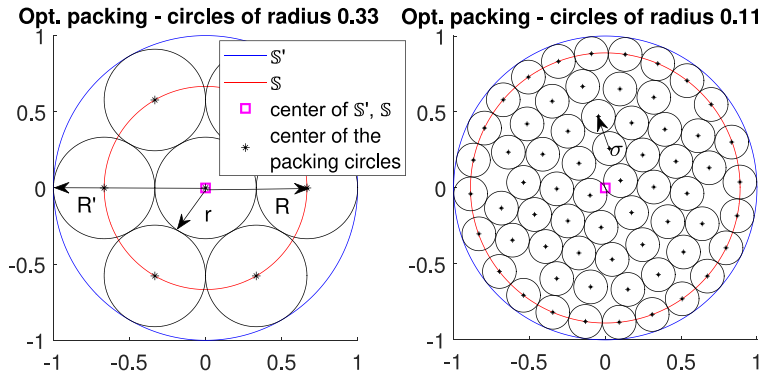 Opt. packing - circles of radius 0.33
Opt. packing - circles of radius 0.11
𝕊'
𝕊
center of 𝕊', 𝕊
center of the
packing circles
R'
r
R
σ
1
0.5
0
-0.5
-1
-1
-0.5
0
0.5
1
1
0.5
0
-0.5
-1
-1
-0.5
0
0.5
1